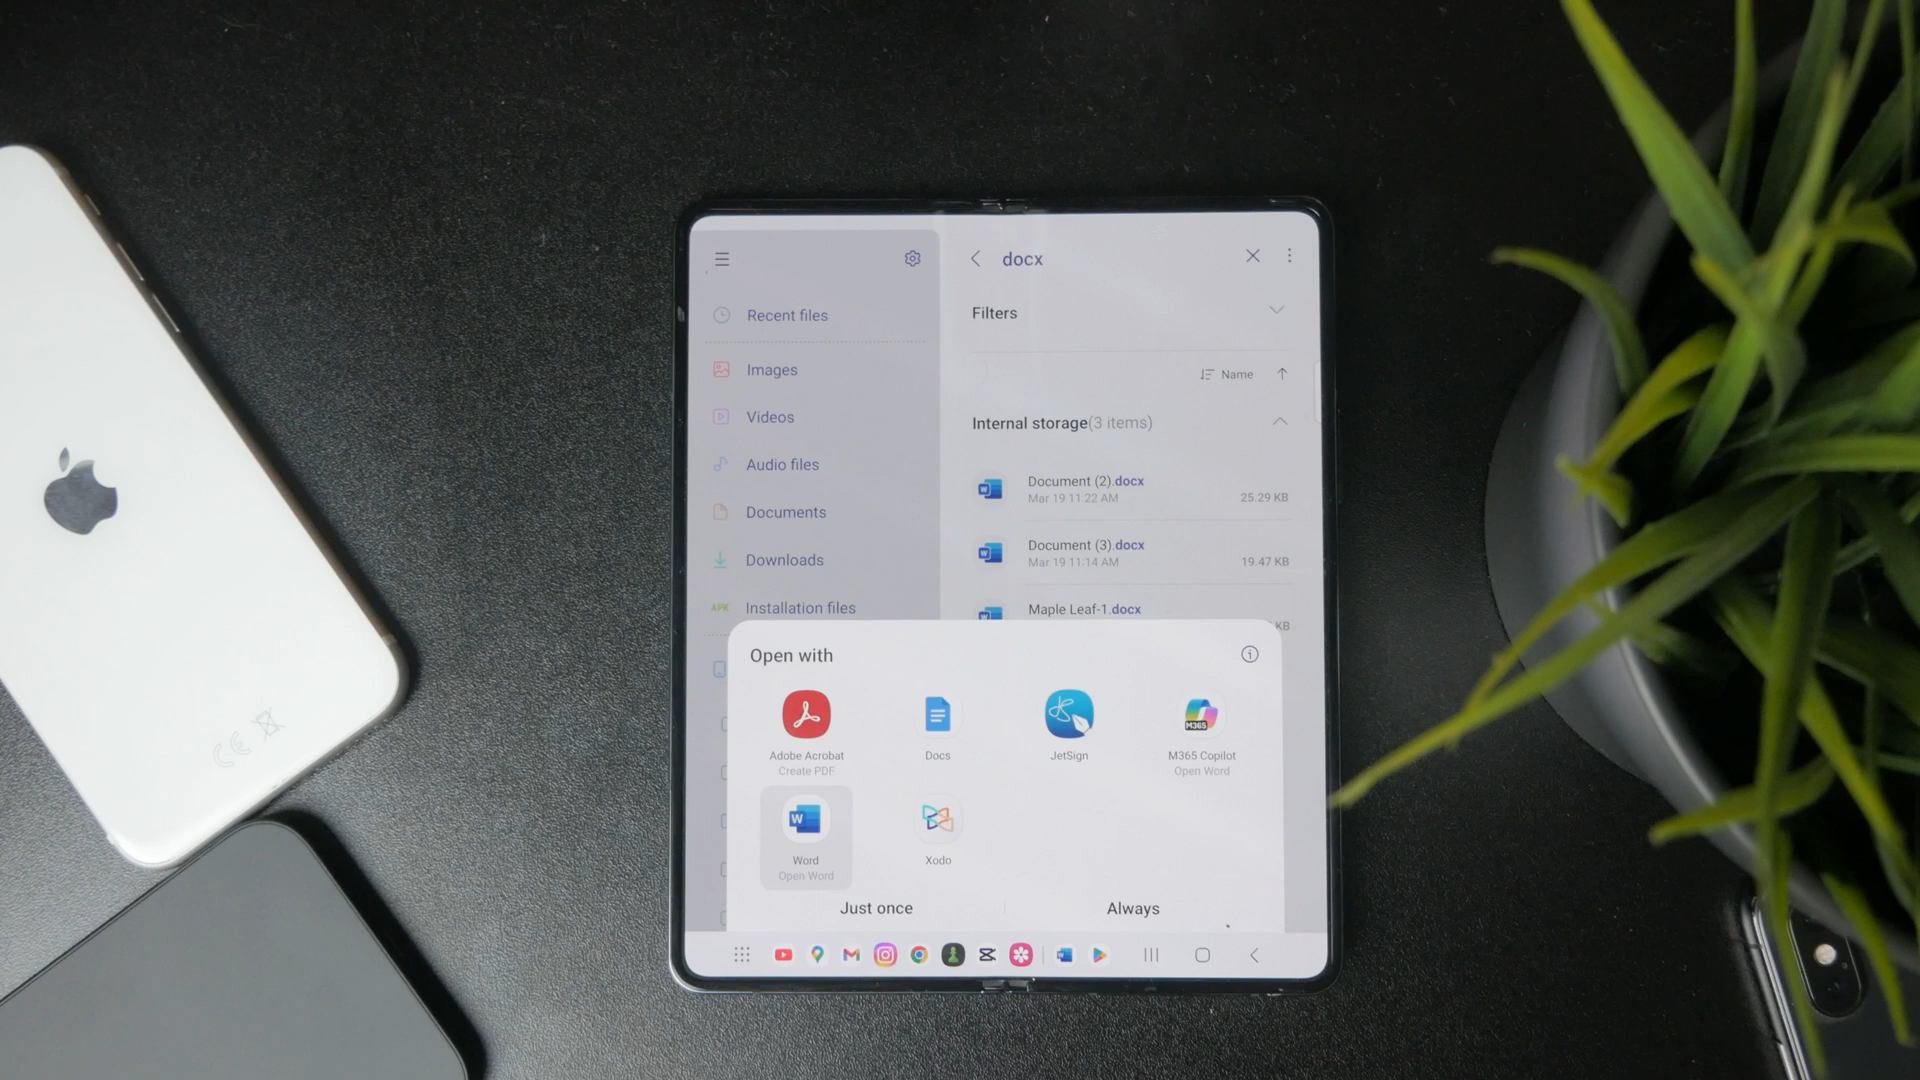 docx
Recent files
Filters
Images
Name
Videos
Internal storage(3 items)
Audio files
Document (2).docx
Mar 19 11:22 AM
25.29 KB
Documents
Document (3).docx
Mar 19 11:14 AM
19.47 KB
Downloads
APK
Installation files
Maple Leaf-1.docx
KB
Open with
M365
Adobe Acrobat
Create PDF
Docs
JetSign
M365 Copilot
Open Word
W
Word
Open Word
Xodo
Just once
Always
CE